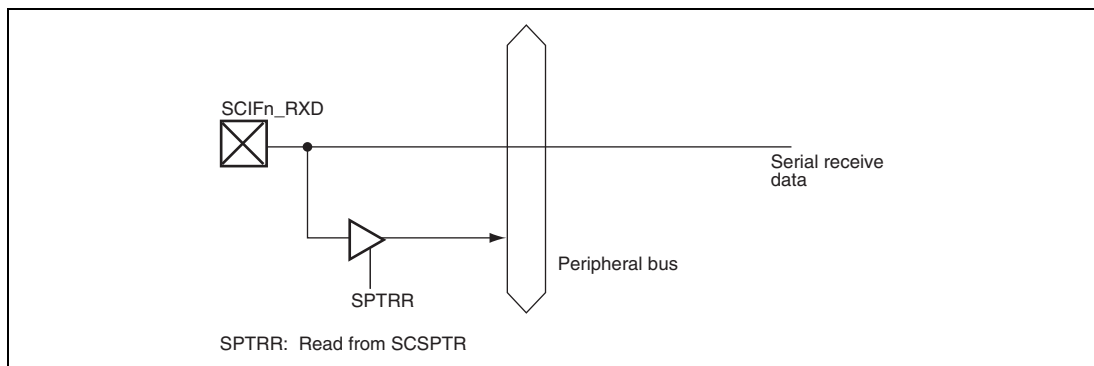 SCIFn_RXD
Serial receive
data
Peripheral bus
SPTRR
SPTRR: Read from SCSPTR